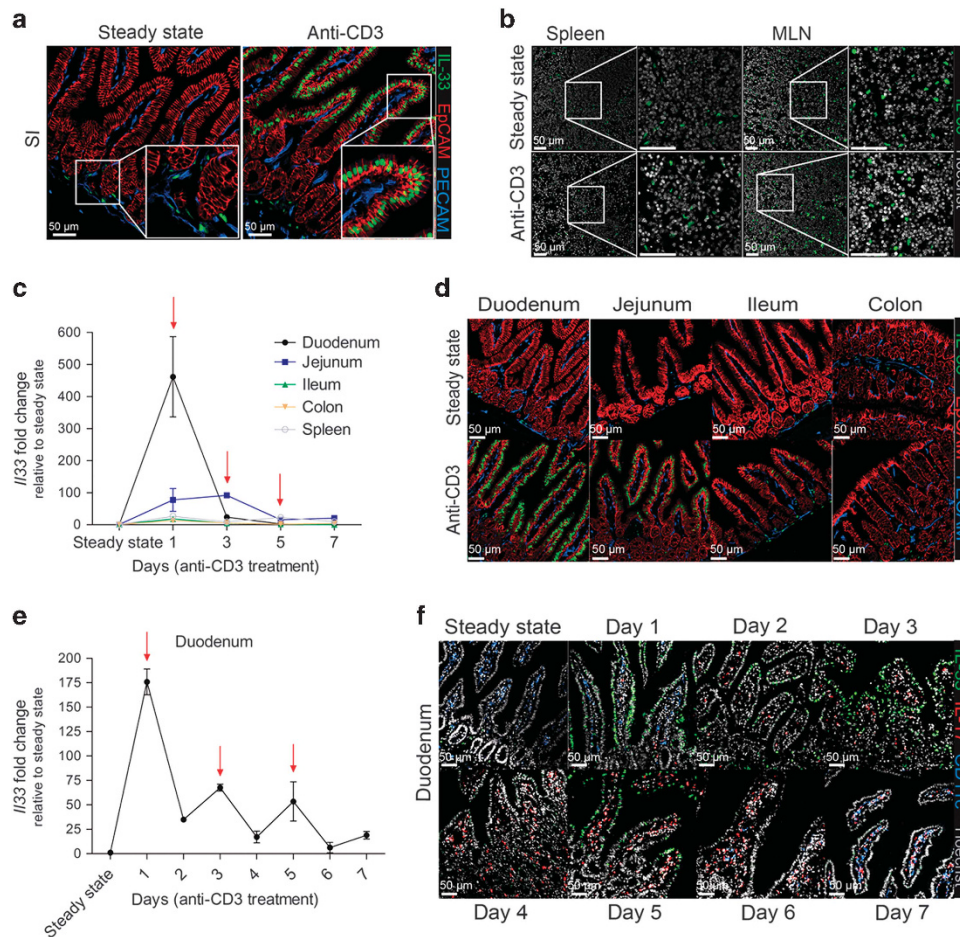 a
Steady state
Anti-CD3
SI
IL-33 EpCAM PECAM
50 µm
50 µm
b
Spleen
MLN
Steady state
Anti-CD3
50 µm
50 µm
50 µm
50 µm
c
Il33 fold change
relative to steady state
600
500
400
300
200
100
0
Duodenum
Jejunum
Ileum
Colon
Spleen
Steady state 1 3 5 7
Days (anti-CD3 treatment)
d
Duodenum
Jejunum
Ileum
Colon
Steady state
Anti-CD3
50 µm
50 µm
50 µm
50 µm
50 µm
50 µm
50 µm
50 µm
e
Duodenum
Il33 fold change
relative to steady state
200
175
150
125
100
75
50
25
0
Steady state 1 2 3 4 5 6 7
Days (anti-CD3 treatment)
f
Steady state
Day 1
Day 2
Day 3
Duodenum
50 µm
50 µm
50 µm
50 µm
50 µm
50 µm
50 µm
50 µm
Day 4
Day 5
Day 6
Day 7